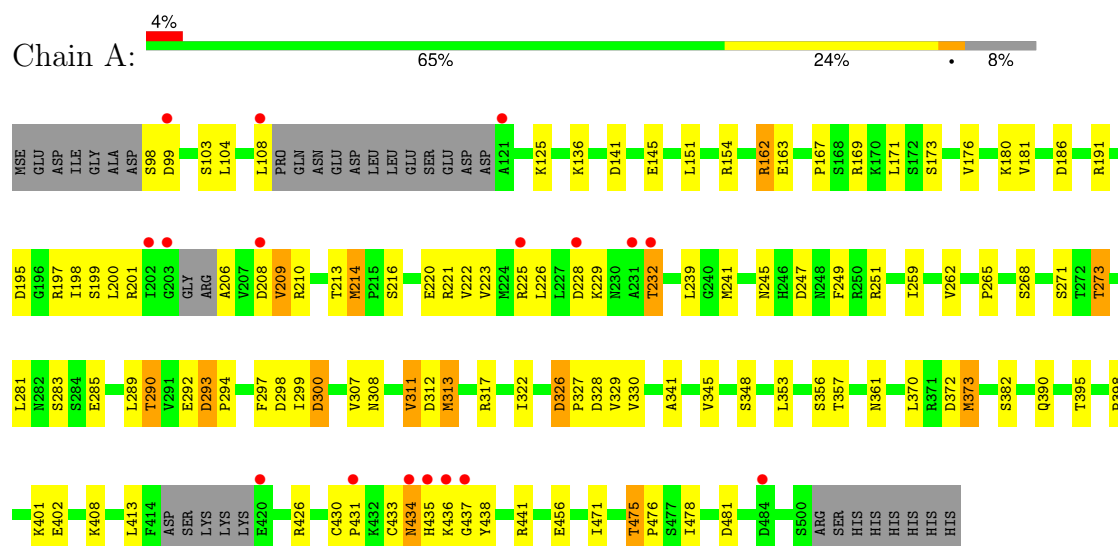 4%
Chain A:
65% 24% • 8%
MSE GLU ASP ILE GLY ALA ASP S98 D99 S103 L104 L108 PRO GLN ASN GLU ASP LEU LEU GLU SER GLU ASP ASP A121 K125 K136 D141 E145 L151 R154 R162 E163 P167 S168 R169 K170 L171 S172 S173 V176 K180 V181 D186 R191
D195 G196 R197 I198 S199 L200 R201 I202 G203 GLY ARG A206 V207 D208 V209 R210 T213 M214 P215 S216 E220 R221 V222 V223 M224 R225 L226 L227 D228 K229 N230 A231 T232 L239 G240 M241 N245 H246 D247 N248 F249 R250 R251 I259 V262 P265 S268 S271 T272 T273
L281 N282 S283 S284 E285 L289 T290 V291 E292 D293 P294 F297 D298 I299 D300 V307 N308 V311 D312 M313 R317 I322 D326 P327 D328 V329 V330 A341 V345 S348 L353 S356 T357 N361 L370 R371 D372 M373 S382 Q390 T395
K401 E402 K408 L413 F414 ASP SER LYS LYS LYS E420 R426 C430 P431 K432 C433 N434 H435 K436 G437 Y438 R441 E456 I471 T475 P476 S477 I478 D481 D484 S500 ARG SER HIS HIS HIS HIS HIS HIS